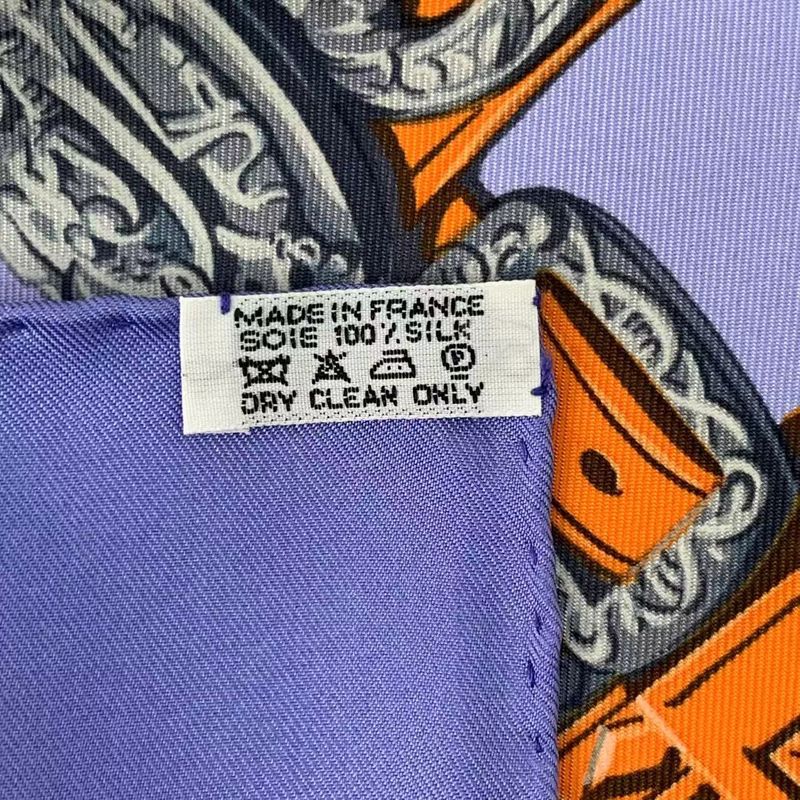 MADE IN FRANCE
SOIE 100% SILK
P
DRY CLEAN ONLY